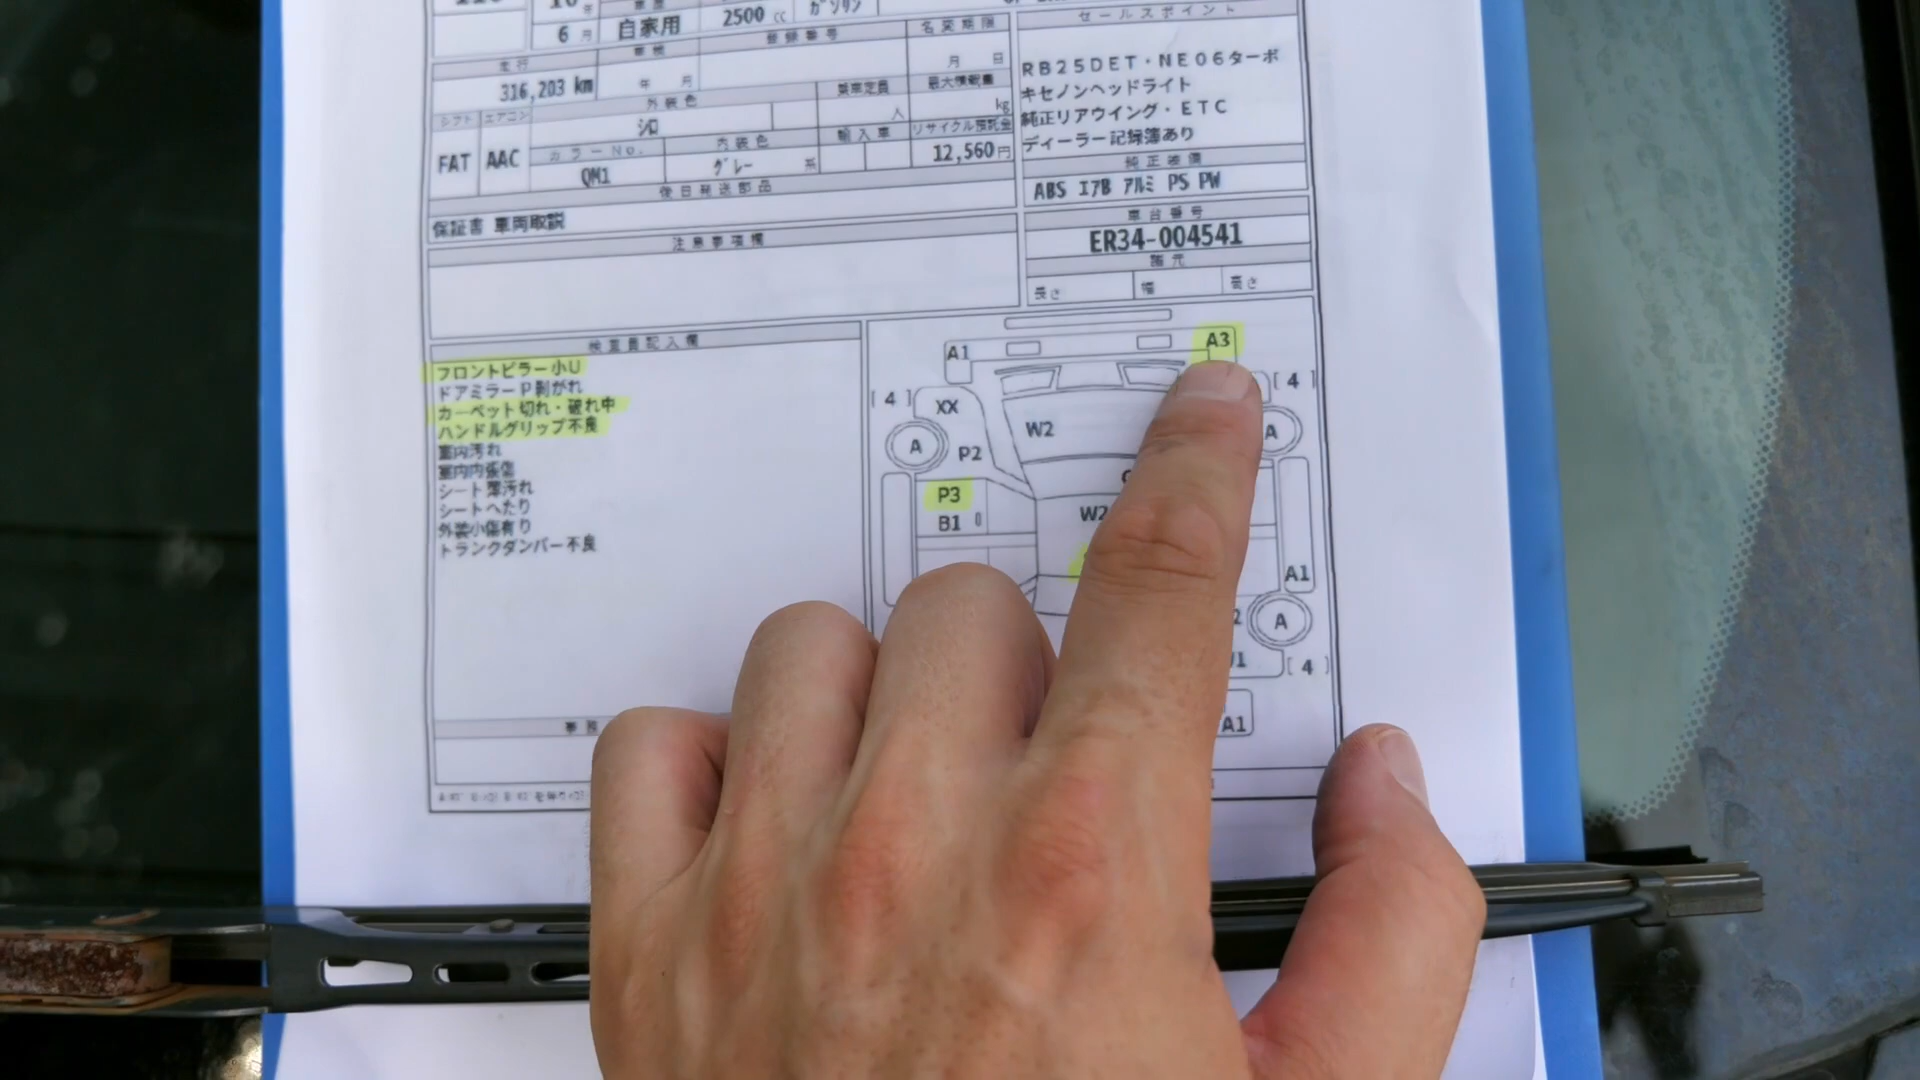 6 月
自家用
2500 cc
ガソリン
セールスポイント
走行
車検
登録番号
名変期限
316,203 km
年 月
月 日
RB25DET・NE06ターボ
キセノンヘッドライト
純正リアウイング・ETC
ディーラー記録簿あり
外装色
乗車定員
最大積載量
シフト
エアコン
シロ
人
kg
FAT
AAC
カラーNo.
内装色
輸入車
リサイクル預託金
QM1
グレー 系
12,560円
純正装備
ABS エアB アルミ PS PW
後日発送部品
保証書 車両取説
車台番号
ER34-004541
注意事項欄
諸元
長さ
幅
高さ
検査員記入欄
フロントピラー小U
ドアミラーP剥がれ
カーペット切れ・破れ中
ハンドルグリップ不良
室内汚れ
室内内張傷
シート薄汚れ
シートへたり
外装小傷有り
トランクダンパー不良
A1
A3
[ 4 ]
[ 4 ]
XX
W2
A
A
P2
P3
W2
B1
A1
A
[ 4 ]
A1